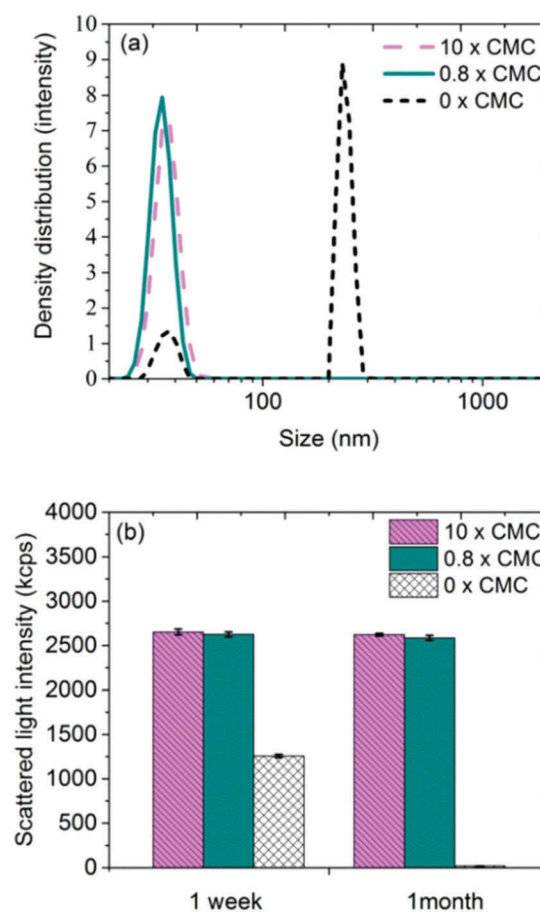 (a)
10 x CMC
0.8 x CMC
0 x CMC
10
9
8
7
6
5
4
3
2
1
0
Density distribution (intensity)
100 1000
Size (nm)
(b)
10 x CMC
0.8 x CMC
0 x CMC
4000
3500
3000
2500
2000
1500
1000
500
0
Scattered light intensity (kcps)
1 week 1month